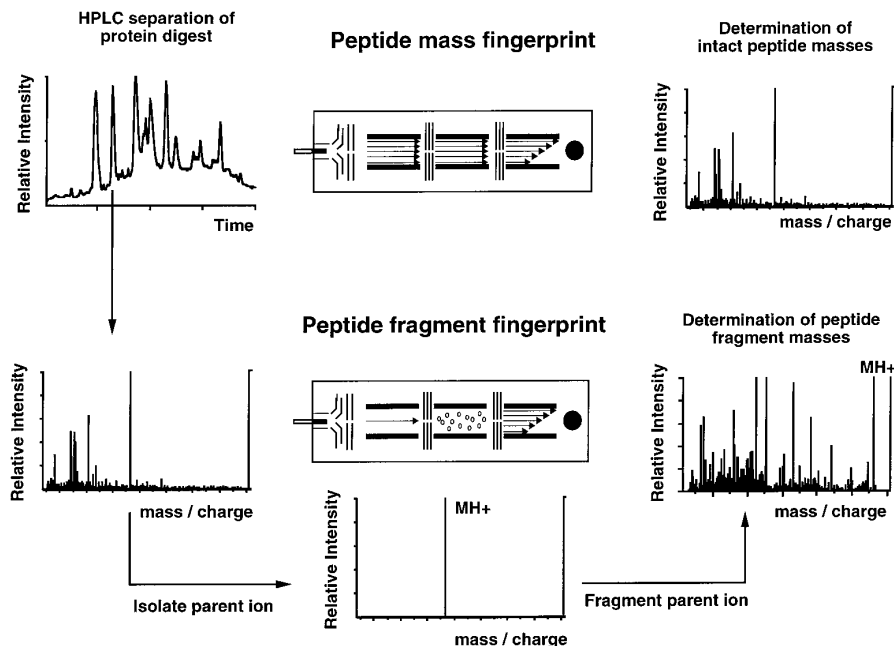 HPLC separation of
protein digest
Relative Intensity
Time
Peptide mass fingerprint
Determination of
intact peptide masses
Relative Intensity
mass / charge
Relative Intensity
mass / charge
Peptide fragment fingerprint
Determination of peptide
fragment masses
MH+
Relative Intensity
mass / charge
Isolate parent ion
Relative Intensity
MH+
mass / charge
Fragment parent ion